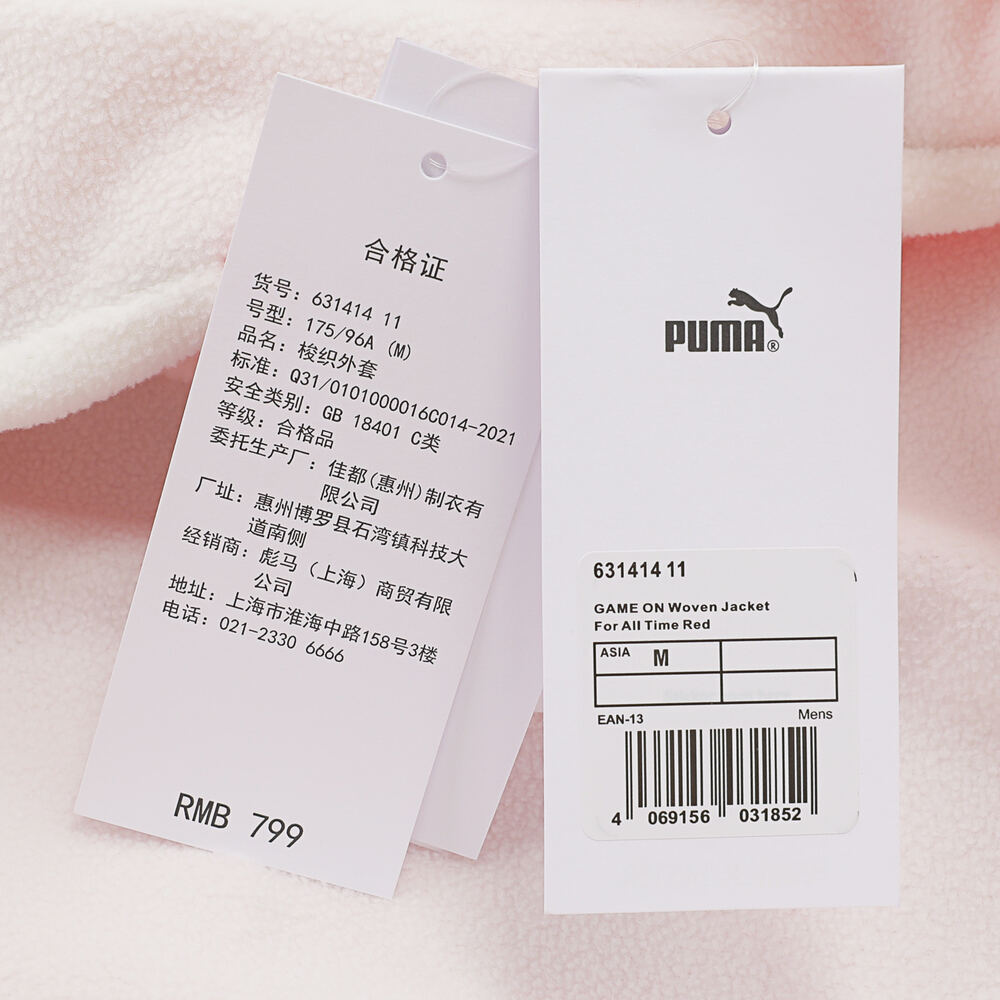 合格证
货号: 631414 11
号型: 175/96A (M)
品名: 梭织外套
标准: Q31/0101000016C014-2021
安全类别: GB 18401 C类
等级: 合格品
委托生产厂: 佳都(惠州)制衣有
限公司
厂址: 惠州博罗县石湾镇科技大
道南侧
经销商: 彪马（上海）商贸有限
公司
地址: 上海市淮海中路158号3楼
电话: 021-2330 6666
RMB 799
PUMA®
631414 11
GAME ON Woven Jacket
For All Time Red
ASIA M
EAN-13 Mens
4 069156 031852